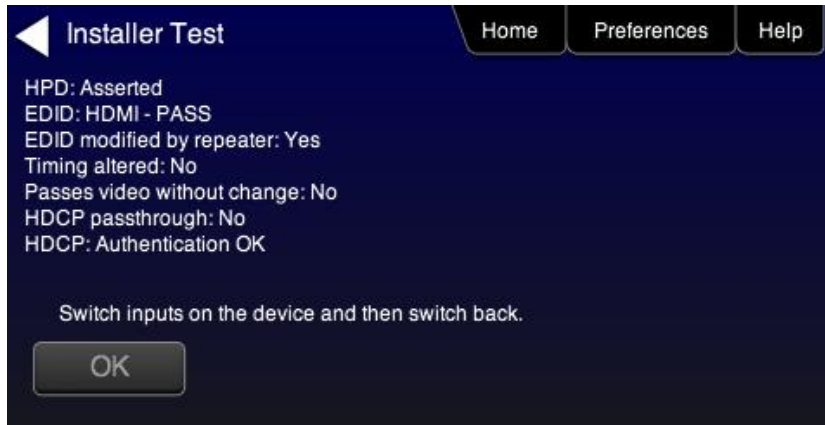 Installer Test
Home
Preferences
Help
HPD: Asserted
EDID: HDMI - PASS
EDID modified by repeater: Yes
Timing altered: No
Passes video without change: No
HDCP passthrough: No
HDCP: Authentication OK
Switch inputs on the device and then switch back.
OK